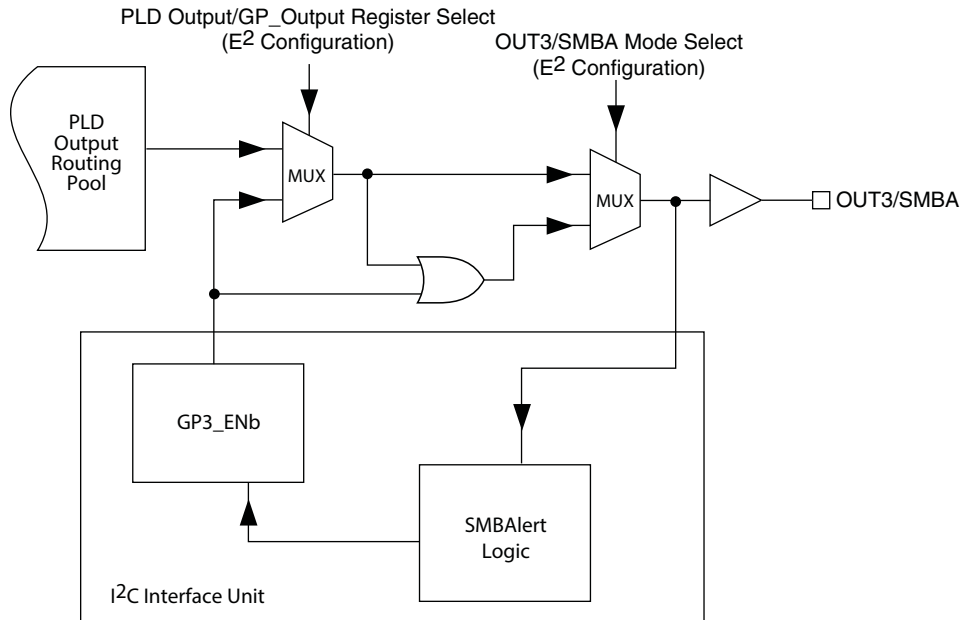 PLD Output/GP_Output Register Select
(E2 Configuration)
OUT3/SMBA Mode Select
(E2 Configuration)
PLD
Output
Routing
Pool
MUX
MUX
OUT3/SMBA
GP3_ENb
SMBAlert
Logic
I2C Interface Unit